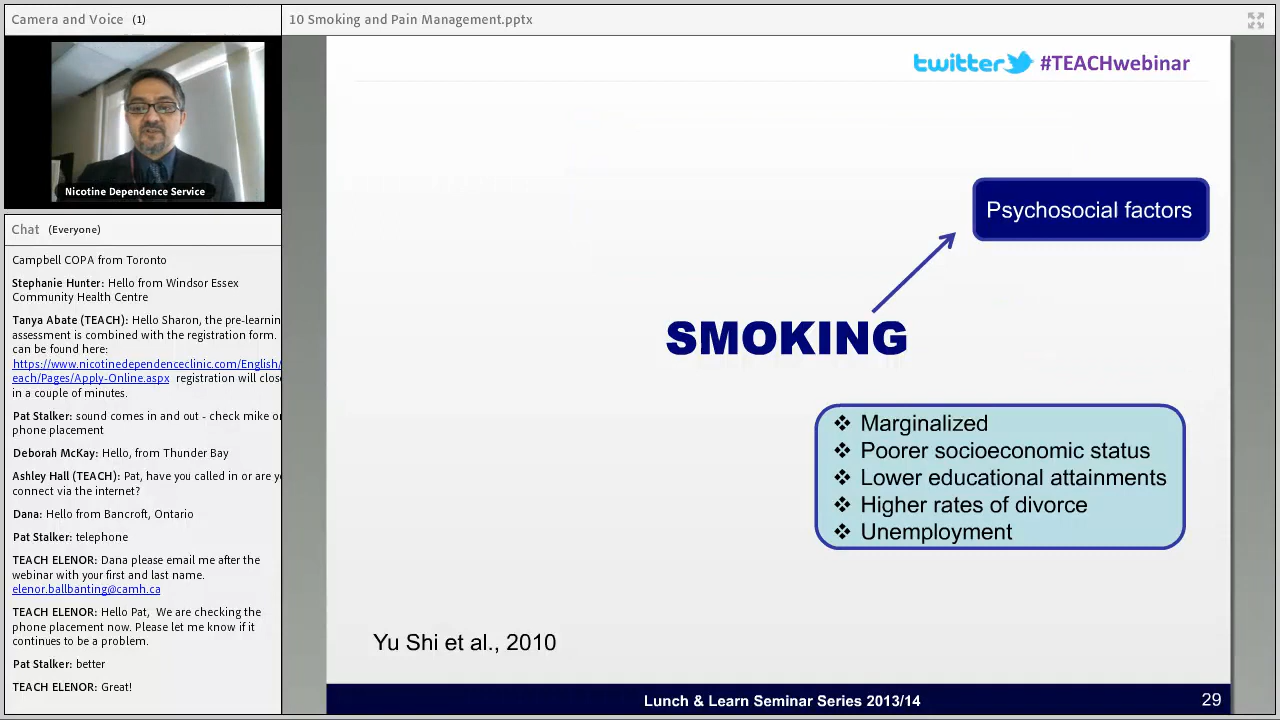 Camera and Voice (1)
Nicotine Dependence Service
Chat (Everyone)
Campbell COPA from Toronto
Stephanie Hunter: Hello from Windsor Essex
Community Health Centre
Tanya Abate (TEACH): Hello Sharon, the pre-learnin
assessment is combined with the registration form.
can be found here:
https://www.nicotinedependenceclinic.com/English/
each/Pages/Apply-Online.aspx registration will close
in a couple of minutes.
Pat Stalker: sound comes in and out - check mike or
phone placement
Deborah McKay: Hello, from Thunder Bay
Ashley Hall (TEACH): Pat, have you called in or are y
connect via the internet?
Dana: Hello from Bancroft, Ontario
Pat Stalker: telephone
TEACH ELENOR: Dana please email me after the
webinar with your first and last name.
elenor.ballbanting@camh.ca
TEACH ELENOR: Hello Pat, We are checking the
phone placement now. Please let me know if it
continues to be a problem.
Pat Stalker: better
TEACH ELENOR: Great!
10 Smoking and Pain Management.pptx
twitter #TEACHwebinar
Psychosocial factors
SMOKING
❖ Marginalized
❖ Poorer socioeconomic status
❖ Lower educational attainments
❖ Higher rates of divorce
❖ Unemployment
Yu Shi et al., 2010
Lunch & Learn Seminar Series 2013/14
29